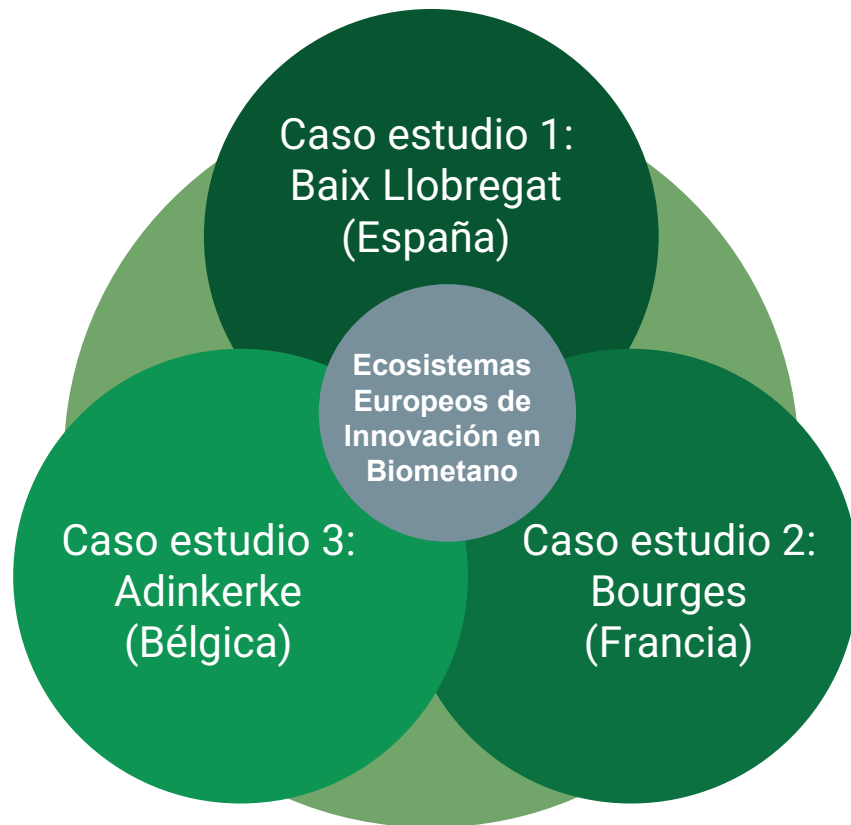 Caso estudio 1:
Baix Llobregat
(España)
Ecosistemas
Europeos de
Innovación en
Biometano
Caso estudio 3:
Adinkerke
(Bélgica)
Caso estudio 2:
Bourges
(Francia)